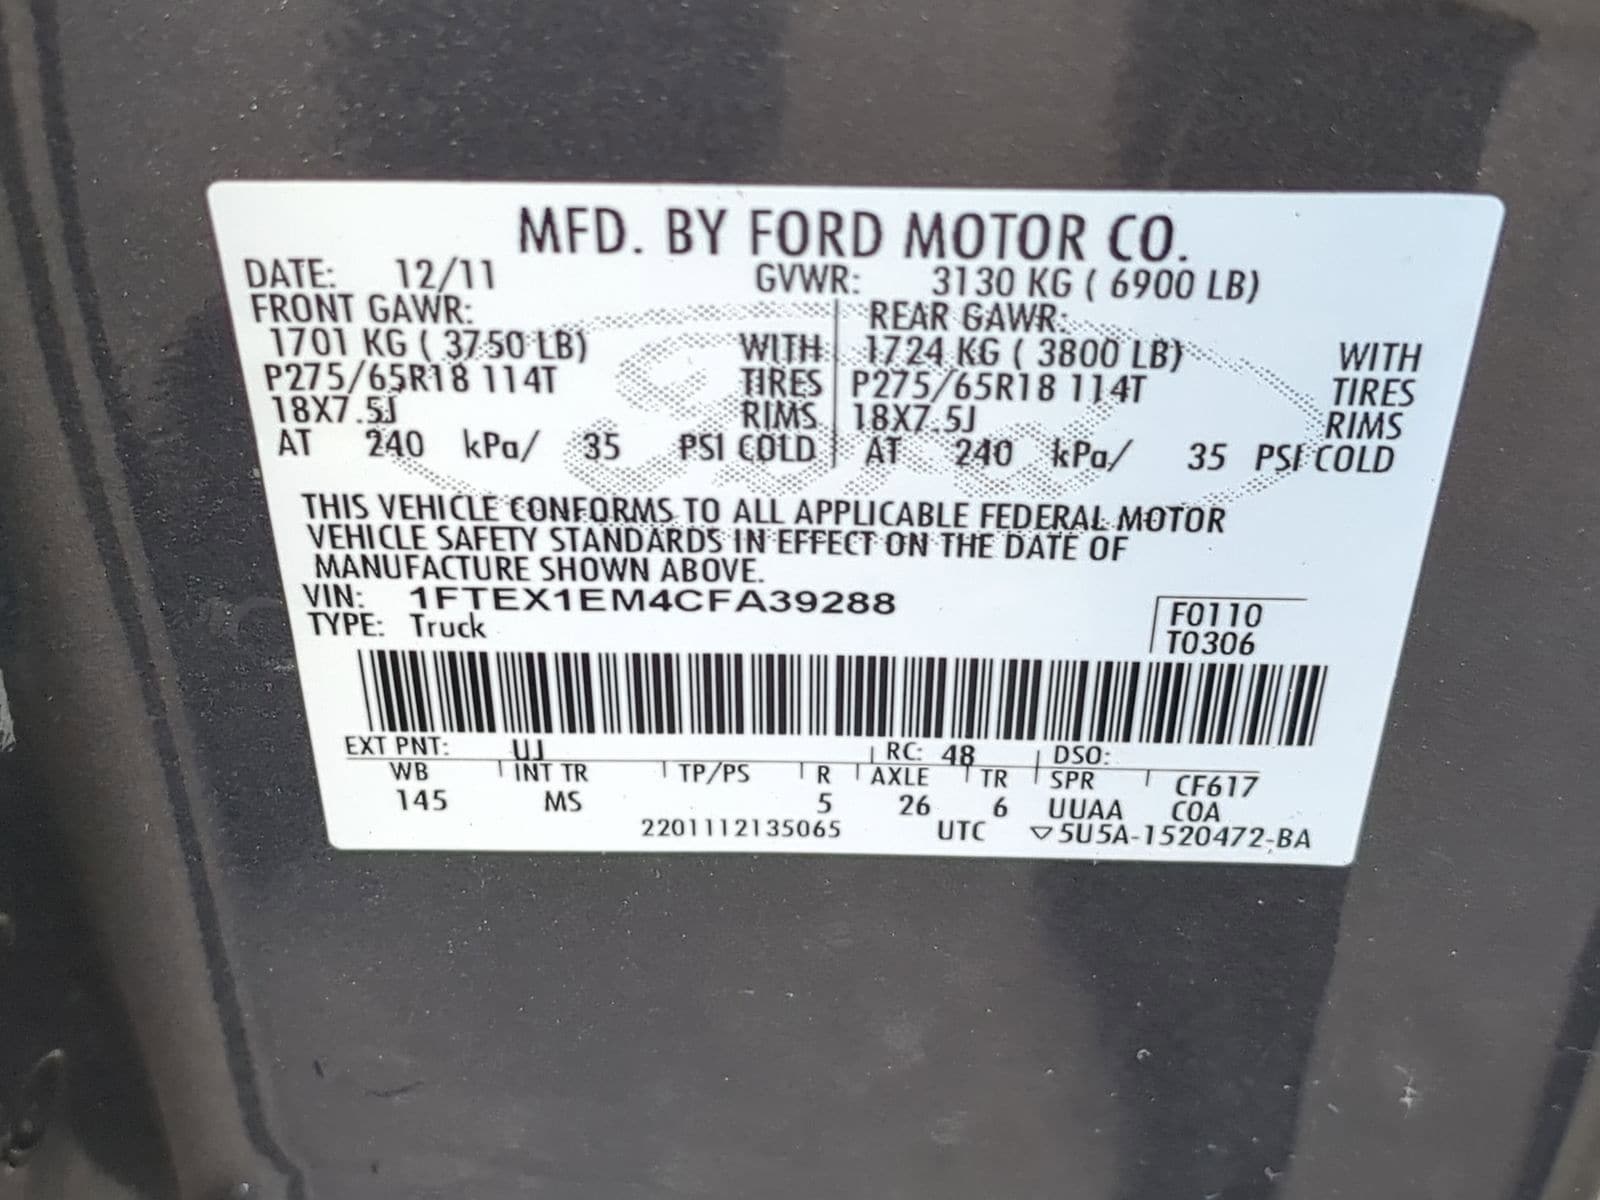 MFD. BY FORD MOTOR CO.
DATE: 12/11 GVWR: 3130 KG ( 6900 LB)
FRONT GAWR: REAR GAWR:
1701 KG ( 3750 LB) WITH 1724 KG ( 3800 LB) WITH
P275/65R18 114T TIRES P275/65R18 114T TIRES
18X7.5J RIMS 18X7.5J RIMS
AT 240 kPa/ 35 PSI COLD AT 240 kPa/ 35 PSI COLD
Ford
THIS VEHICLE CONFORMS TO ALL APPLICABLE FEDERAL MOTOR
VEHICLE SAFETY STANDARDS IN EFFECT ON THE DATE OF
MANUFACTURE SHOWN ABOVE.
VIN: 1FTEX1EM4CFA39288 F0110
TYPE: Truck T0306
EXT PNT: UJ RC: 48 DSO:
WB INT TR TP/PS R AXLE TR SPR CF617
145 MS 5 26 6 UUAA COA
2201112135065 UTC ▽5U5A-1520472-BA